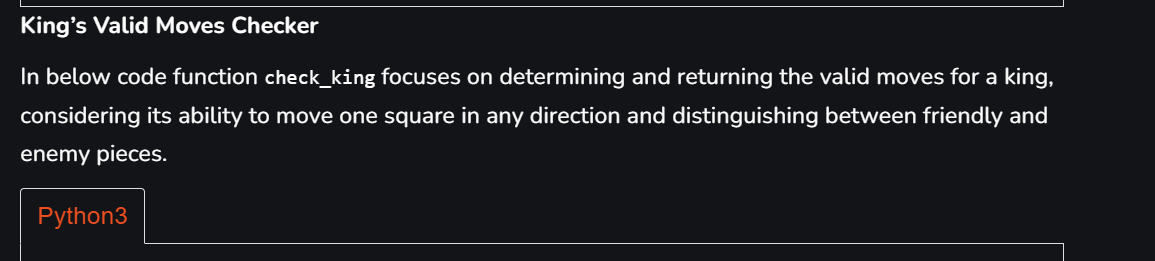 King’s Valid Moves Checker
In below code function check_king focuses on determining and returning the valid moves for a king,
considering its ability to move one square in any direction and distinguishing between friendly and
enemy pieces.
Python3